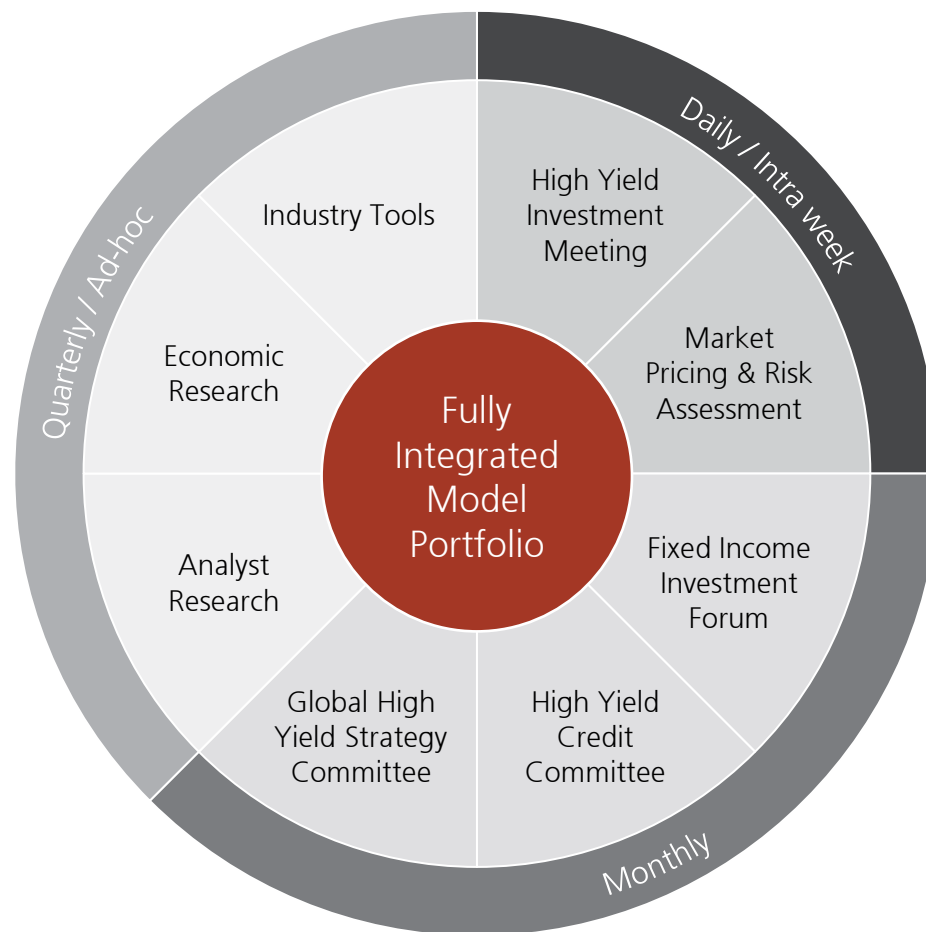 Daily / Intra week
High Yield
Investment
Meeting
Market
Pricing & Risk
Assessment
Monthly
Fixed Income
Investment
Forum
High Yield
Credit
Committee
Global High
Yield Strategy
Committee
Quarterly / Ad-hoc
Analyst
Research
Economic
Research
Industry Tools
Fully
Integrated
Model
Portfolio